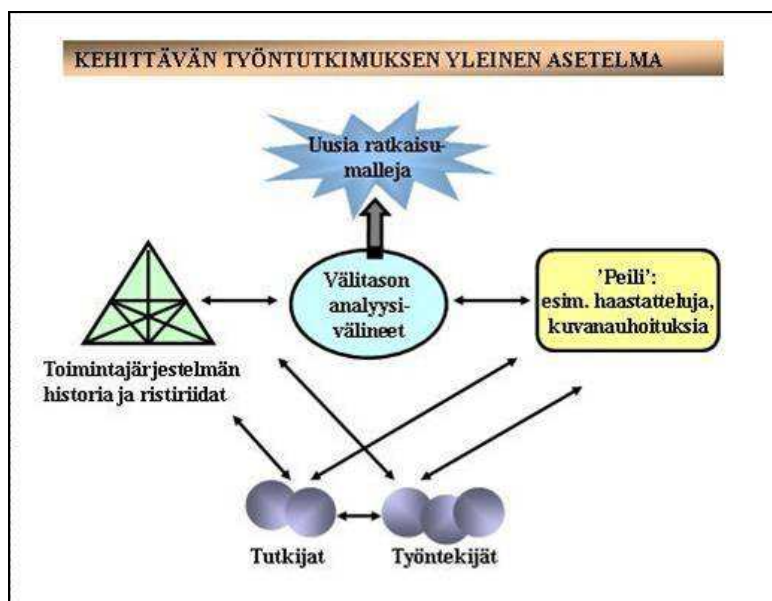 KEHITTÄVÄN TYÖNTUTKIMUKSEN YLEINEN ASETELMA
Uusia ratkaisu-
malleja
Välitason
analyysi-
välineet
'Peili':
esim. haastatteluja,
kuvanauhoituksia
Toimintajärjestelmän
historia ja ristiriidat
Tutkijat
Työntekijät